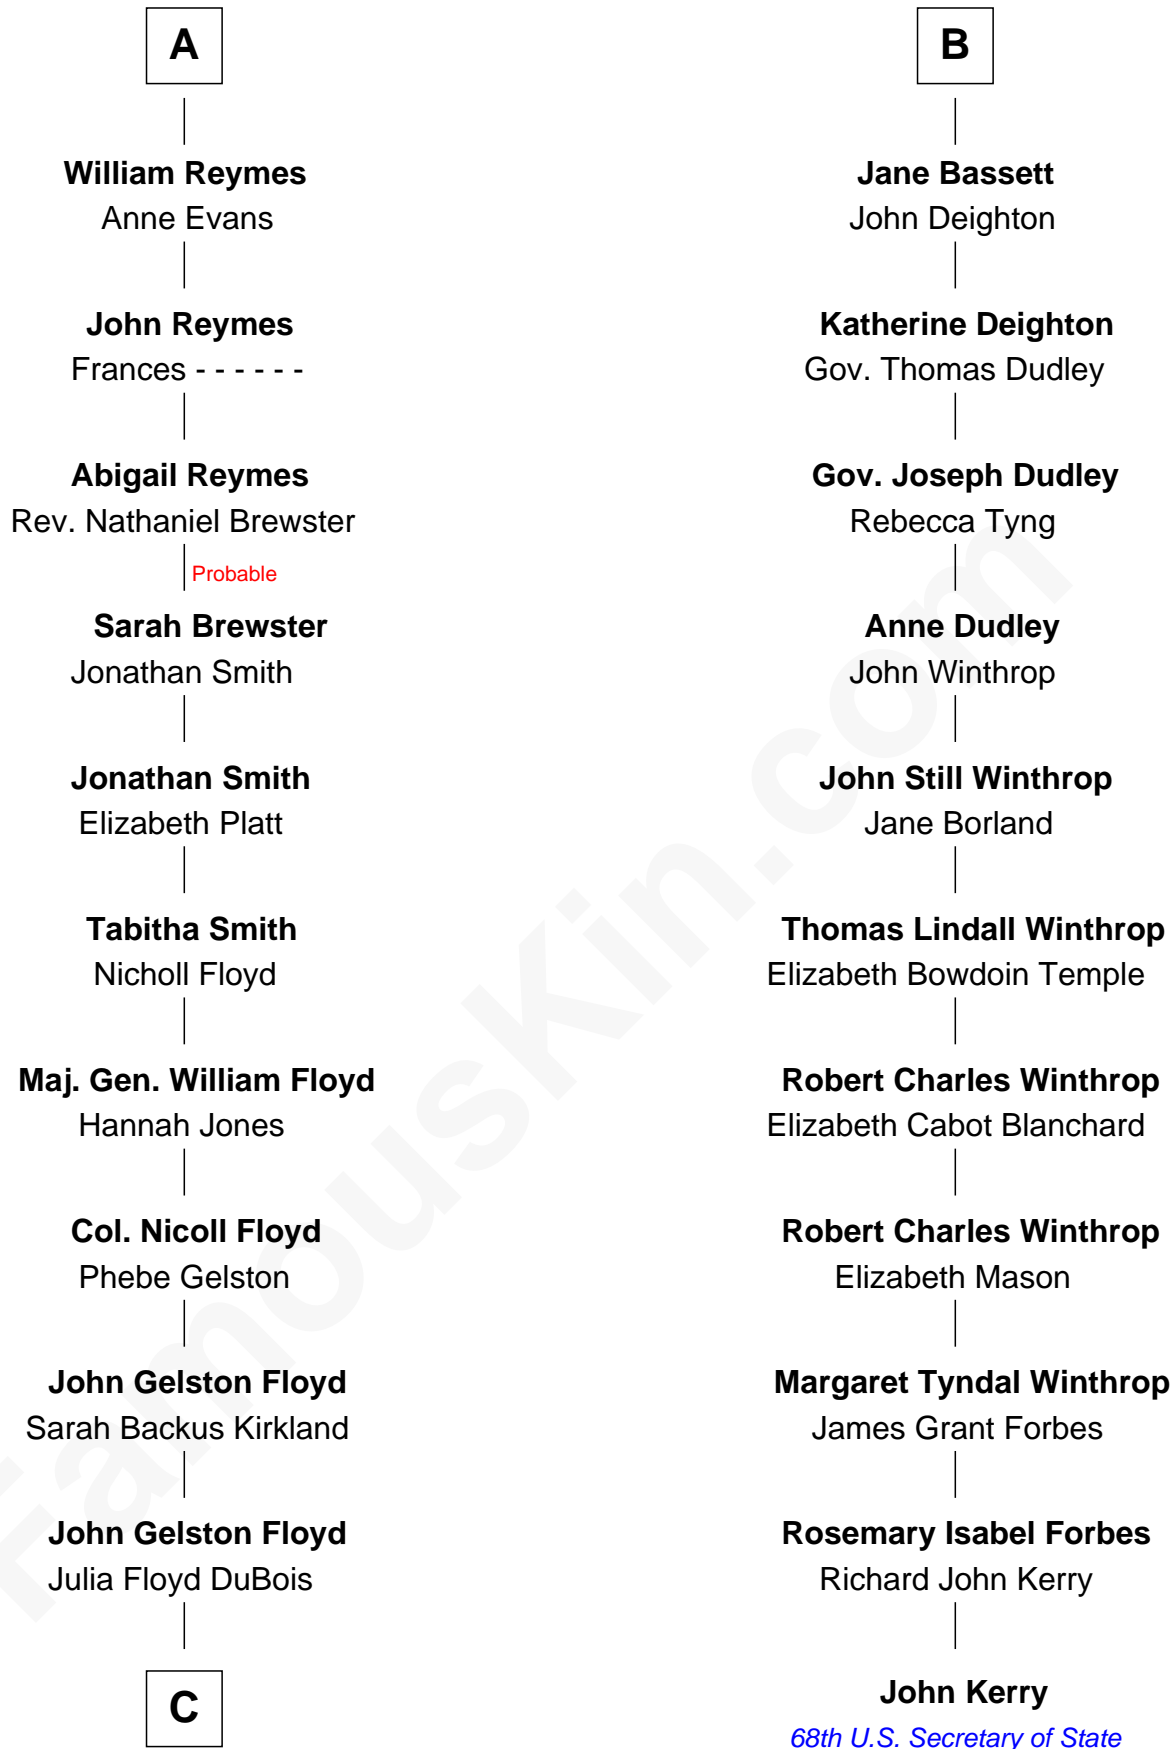 A
William Reymes
Anne Evans
John Reymes
Frances - - - - - -
Abigail Reymes
Rev. Nathaniel Brewster
Probable
Sarah Brewster
Jonathan Smith
Jonathan Smith
Elizabeth Platt
Tabitha Smith
Nicholl Floyd
Maj. Gen. William Floyd
Hannah Jones
Col. Nicoll Floyd
Phebe Gelston
John Gelston Floyd
Sarah Backus Kirkland
John Gelston Floyd
Julia Floyd DuBois
C
B
Jane Bassett
John Deighton
Katherine Deighton
Gov. Thomas Dudley
Gov. Joseph Dudley
Rebecca Tyng
Anne Dudley
John Winthrop
John Still Winthrop
Jane Borland
Thomas Lindall Winthrop
Elizabeth Bowdoin Temple
Robert Charles Winthrop
Elizabeth Cabot Blanchard
Robert Charles Winthrop
Elizabeth Mason
Margaret Tyndal Winthrop
James Grant Forbes
Rosemary Isabel Forbes
Richard John Kerry
John Kerry
68th U.S. Secretary of State
FamousKin.com